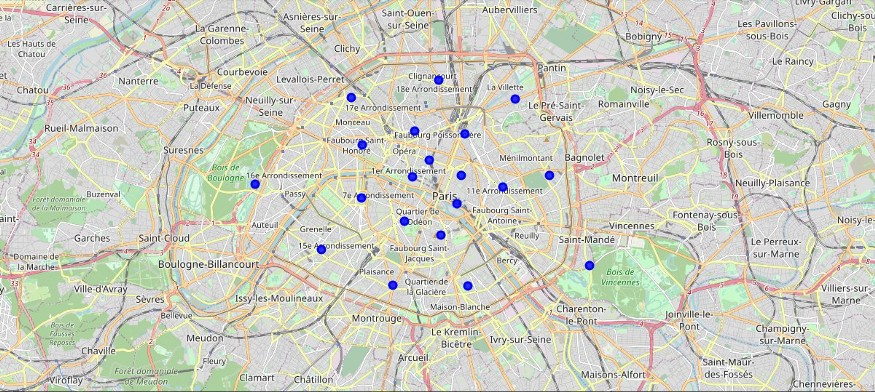 Carrières-sur-
Seine
Asnières-sur-
Seine
Saint-Ouen-
sur-Seine
Aubervilliers
Livry-Gargan
Les Pavillons-
sous-Bois
Clichy-sous-
Bois
La Garenne-
Colombes
Les Hauts de
Chatou
Clichy
Bobigny
Le Raincy
Courbevoie
Levallois-Perret
Clignancourt
18e Arrondissement
Pantin
Chatou
Nanterre
La Défense
Puteaux
Neuilly-sur-
Seine
17e Arrondissement
La Villette
Le Pré-Saint-
Gervais
Noisy-le-Sec
Romainville
Gagny
Villemomble
Rueil-Malmaison
Monceau
Faubourg Poissonnière
Suresnes
Faubourg Saint-
Honoré
Opéra
Ménilmontant
Bagnolet
Rosny-sous-
Bois
Bois de
Boulogne
16e Arrondissement
1er Arrondissement
Montreuil
Neuilly-Plaisance
Buzenval
Passy
7e Arrondissement
Paris
11e Arrondissement
Forêt domaniale
de la Malmaison
Saint-
Quartier de
l'Odéon
Faubourg Saint-
Antoine
Fontenay-sous-
Bois
Garches
Saint-Cloud
Auteuil
Grenelle
Reuilly
Vincennes
Saint-Mandé
Noisy-le-
Domaine de
la Marche
15e Arrondissement
Faubourg Saint-
Jacques
Bercy
Le Perreux-
sur-Marne
Boulogne-Billancourt
Plaisance
Bois de
Vincennes
Ville-d'Avray
Sèvres
Issy-les-Moulineaux
Quartier de
la Glacière
Villiers-sur-
Marne
Bellevue
Montrouge
Maison-Blanche
Charenton-
le-Pont
Joinville-le-
Pont
Bois de
Fausses
Reposes
Meudon
Le Kremlin-
Bicêtre
Ivry-sur-Seine
Champigny-
sur-Marne
Chaville
Fleury
Arcueil
Viroflay
Forêt domaniale
de Meudon
Clamart
Châtillon
Maisons-Alfort
Saint-Maur-
des-Fossés
Chennevières-